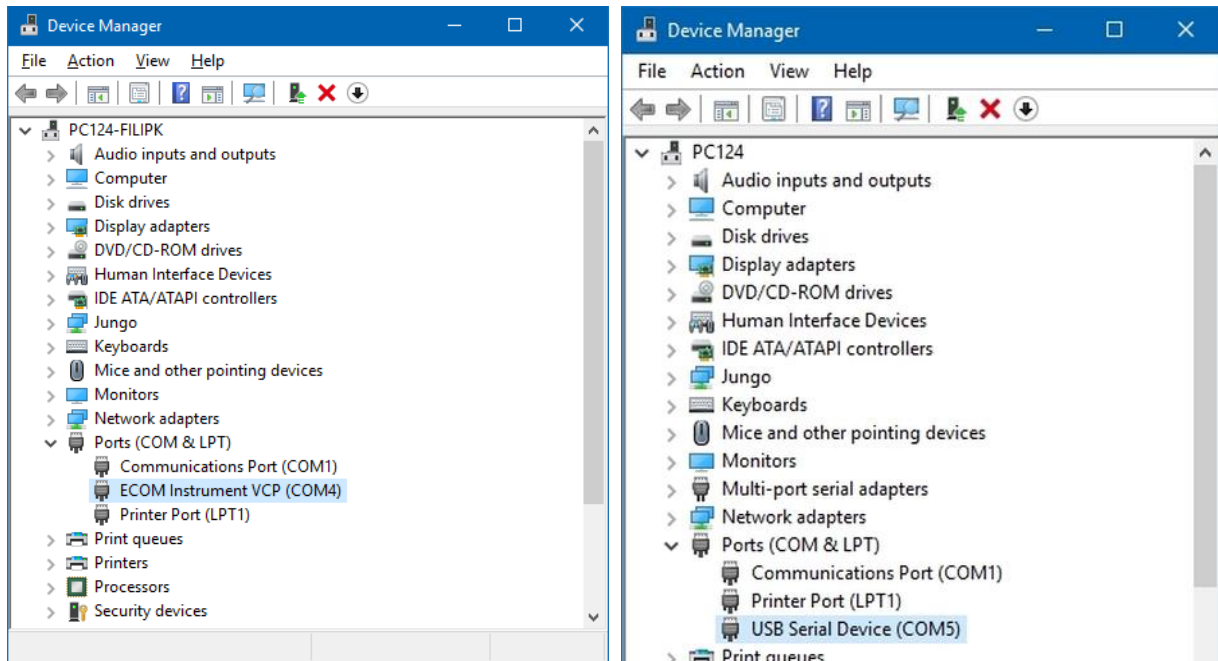 Device Manager
File Action View Help
PC124-FILIPK
Audio inputs and outputs
Computer
Disk drives
Display adapters
DVD/CD-ROM drives
Human Interface Devices
IDE ATA/ATAPI controllers
Jungo
Keyboards
Mice and other pointing devices
Monitors
Network adapters
Ports (COM & LPT)
Communications Port (COM1)
ECOM Instrument VCP (COM4)
Printer Port (LPT1)
Print queues
Printers
Processors
Security devices
Device Manager
File Action View Help
PC124
Audio inputs and outputs
Computer
Disk drives
Display adapters
DVD/CD-ROM drives
Human Interface Devices
IDE ATA/ATAPI controllers
Jungo
Keyboards
Mice and other pointing devices
Monitors
Multi-port serial adapters
Network adapters
Ports (COM & LPT)
Communications Port (COM1)
Printer Port (LPT1)
USB Serial Device (COM5)
Print queues